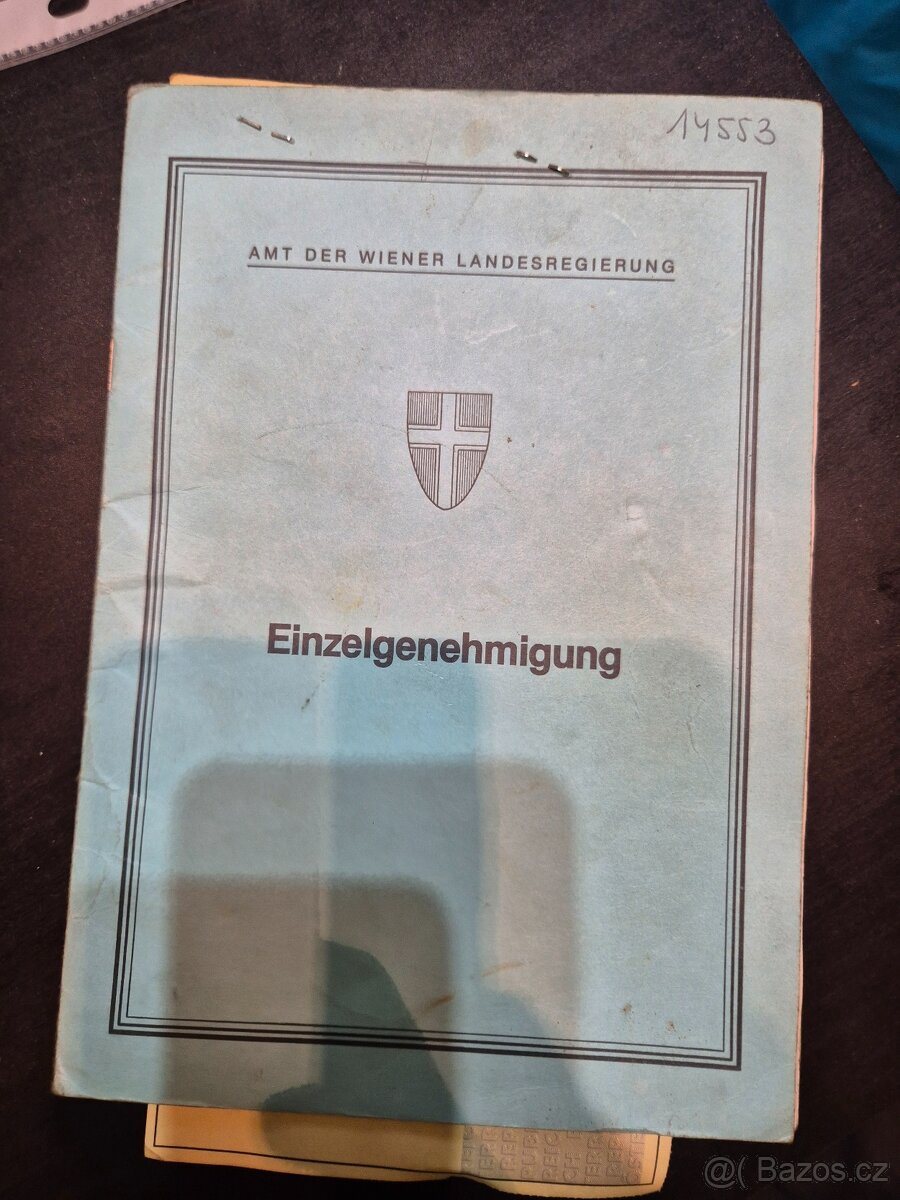 14553
AMT DER WIENER LANDESREGIERUNG
Einzelgenehmigung
@( Bazos.cz